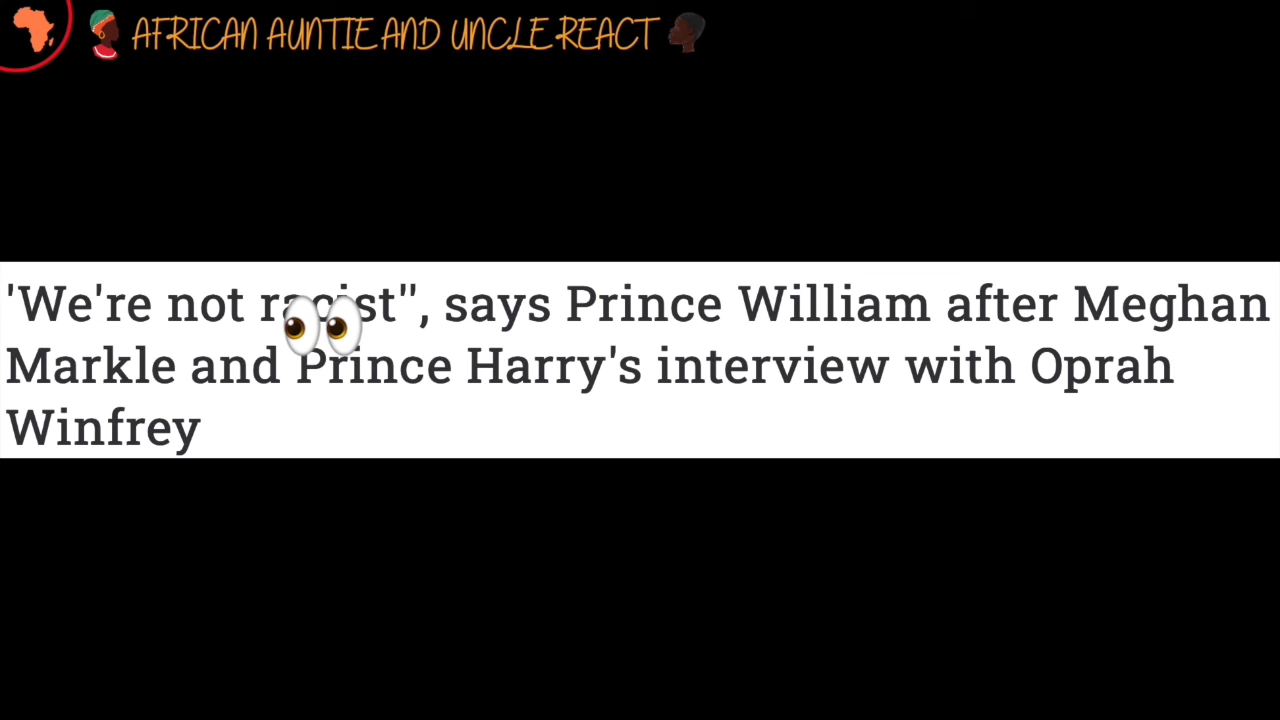 AFRICAN AUNTIE AND UNCLE REACT
'We're not racist", says Prince William after Meghan
Markle and Prince Harry's interview with Oprah
Winfrey